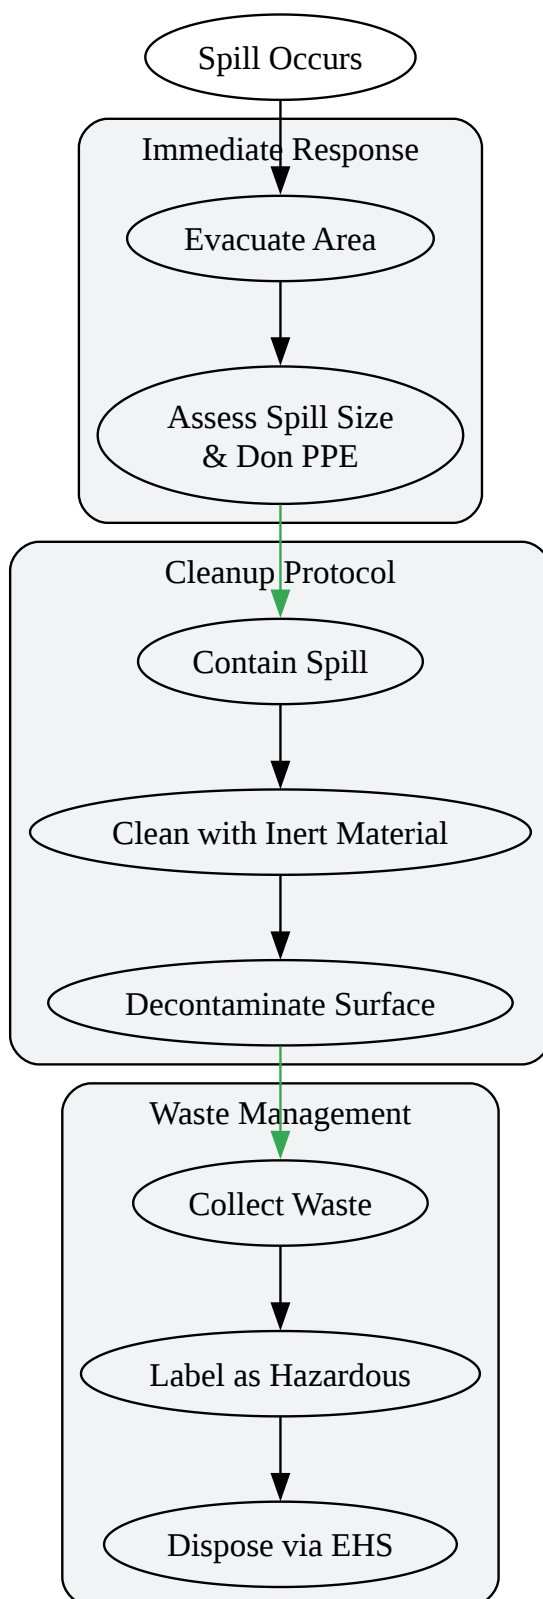 Spill Occurs
Immediate Response
Evacuate Area
Assess Spill Size
& Don PPE
Cleanup Protocol
Contain Spill
Clean with Inert Material
Decontaminate Surface
Waste Management
Collect Waste
Label as Hazardous
Dispose via EHS